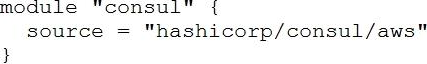 module "consul" {
  source = "hashicorp/consul/aws"
}